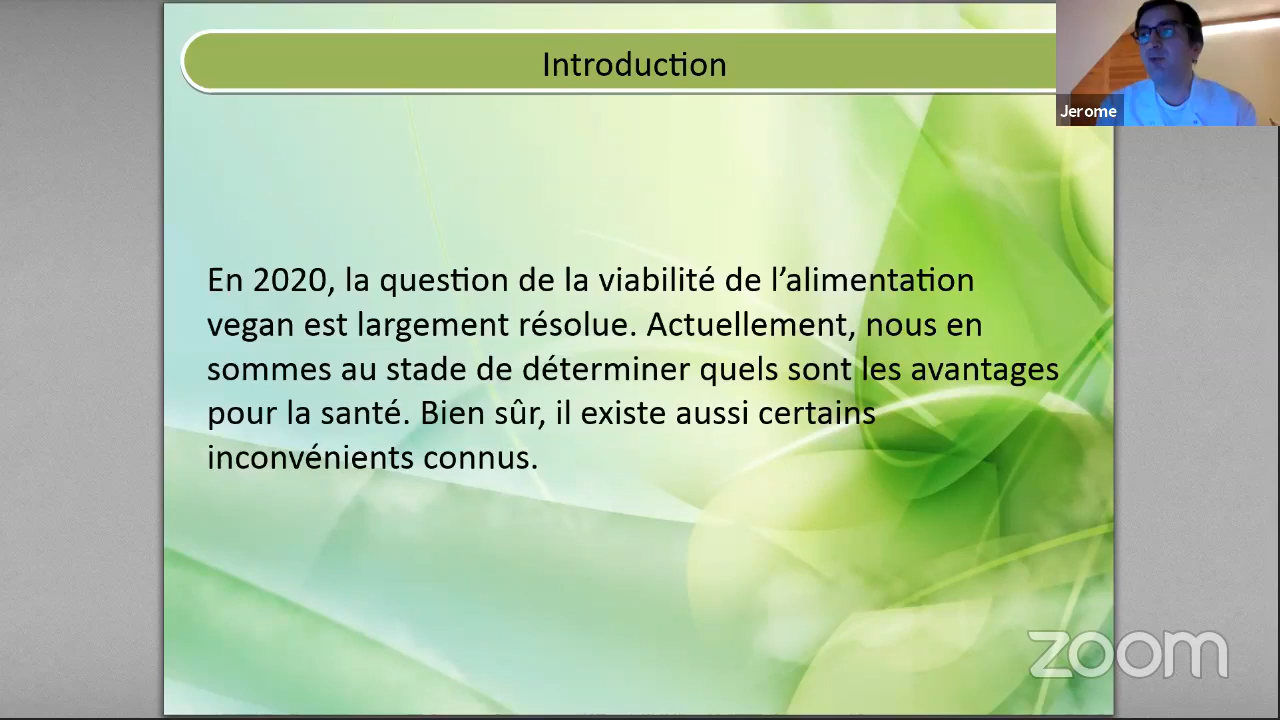 Introduction
Jerome
En 2020, la question de la viabilité de l’alimentation
vegan est largement résolue. Actuellement, nous en
sommes au stade de déterminer quels sont les avantages
pour la santé. Bien sûr, il existe aussi certains
inconvénients connus.
zoom